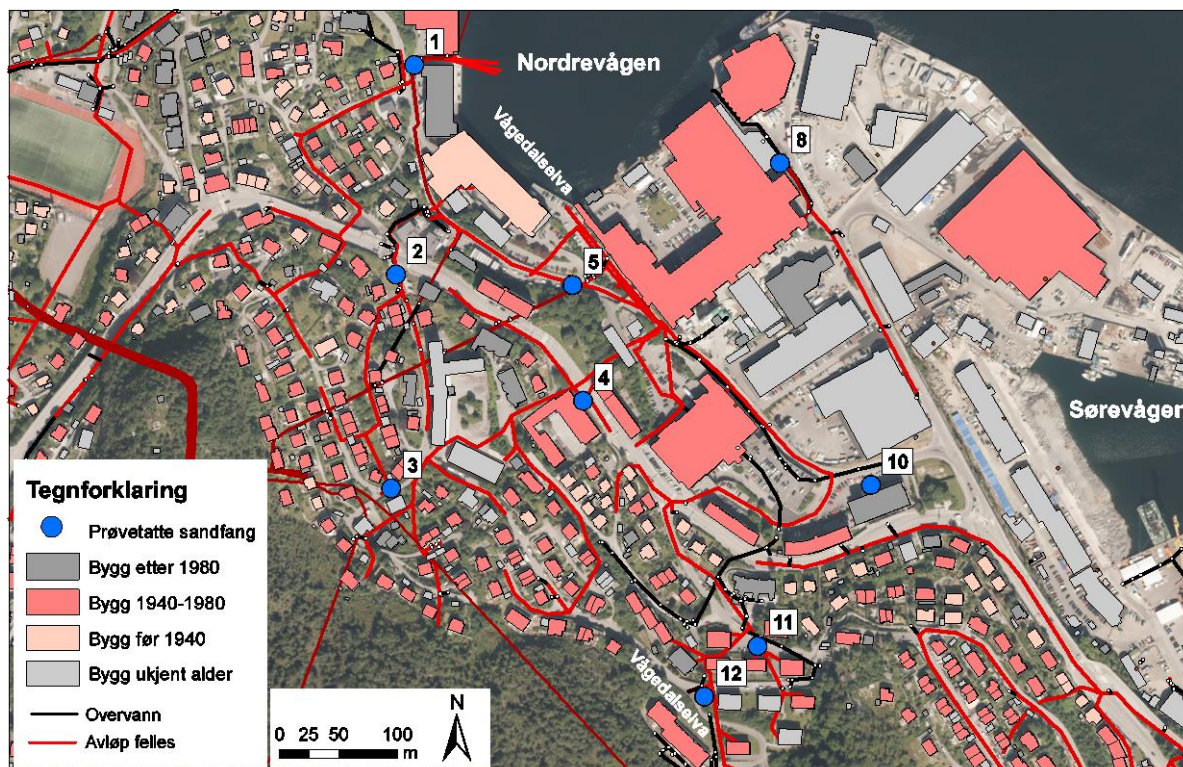 1
Nordrevågen
Vågedalselva
8
2
5
4
Sørevågen
3
10
11
12
Vågedalselva
Tegnforklaring
Prøvetatte sandfang
Bygg etter 1980
Bygg 1940-1980
Bygg før 1940
Bygg ukjent alder
Overvann
Avløp felles
N
0 25 50 100
m